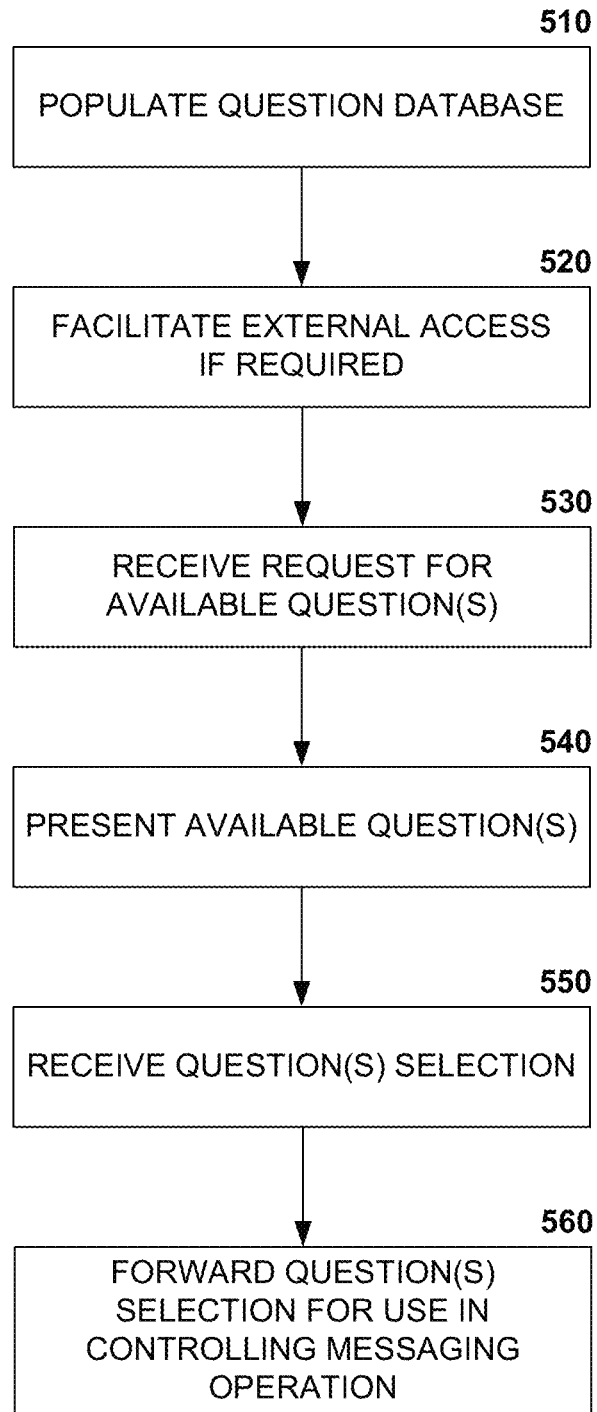 510
POPULATE QUESTION DATABASE
520
FACILITATE EXTERNAL ACCESS
IF REQUIRED
530
RECEIVE REQUEST FOR
AVAILABLE QUESTION(S)
540
PRESENT AVAILABLE QUESTION(S)
550
RECEIVE QUESTION(S) SELECTION
560
FORWARD QUESTION(S)
SELECTION FOR USE IN
CONTROLLING MESSAGING
OPERATION